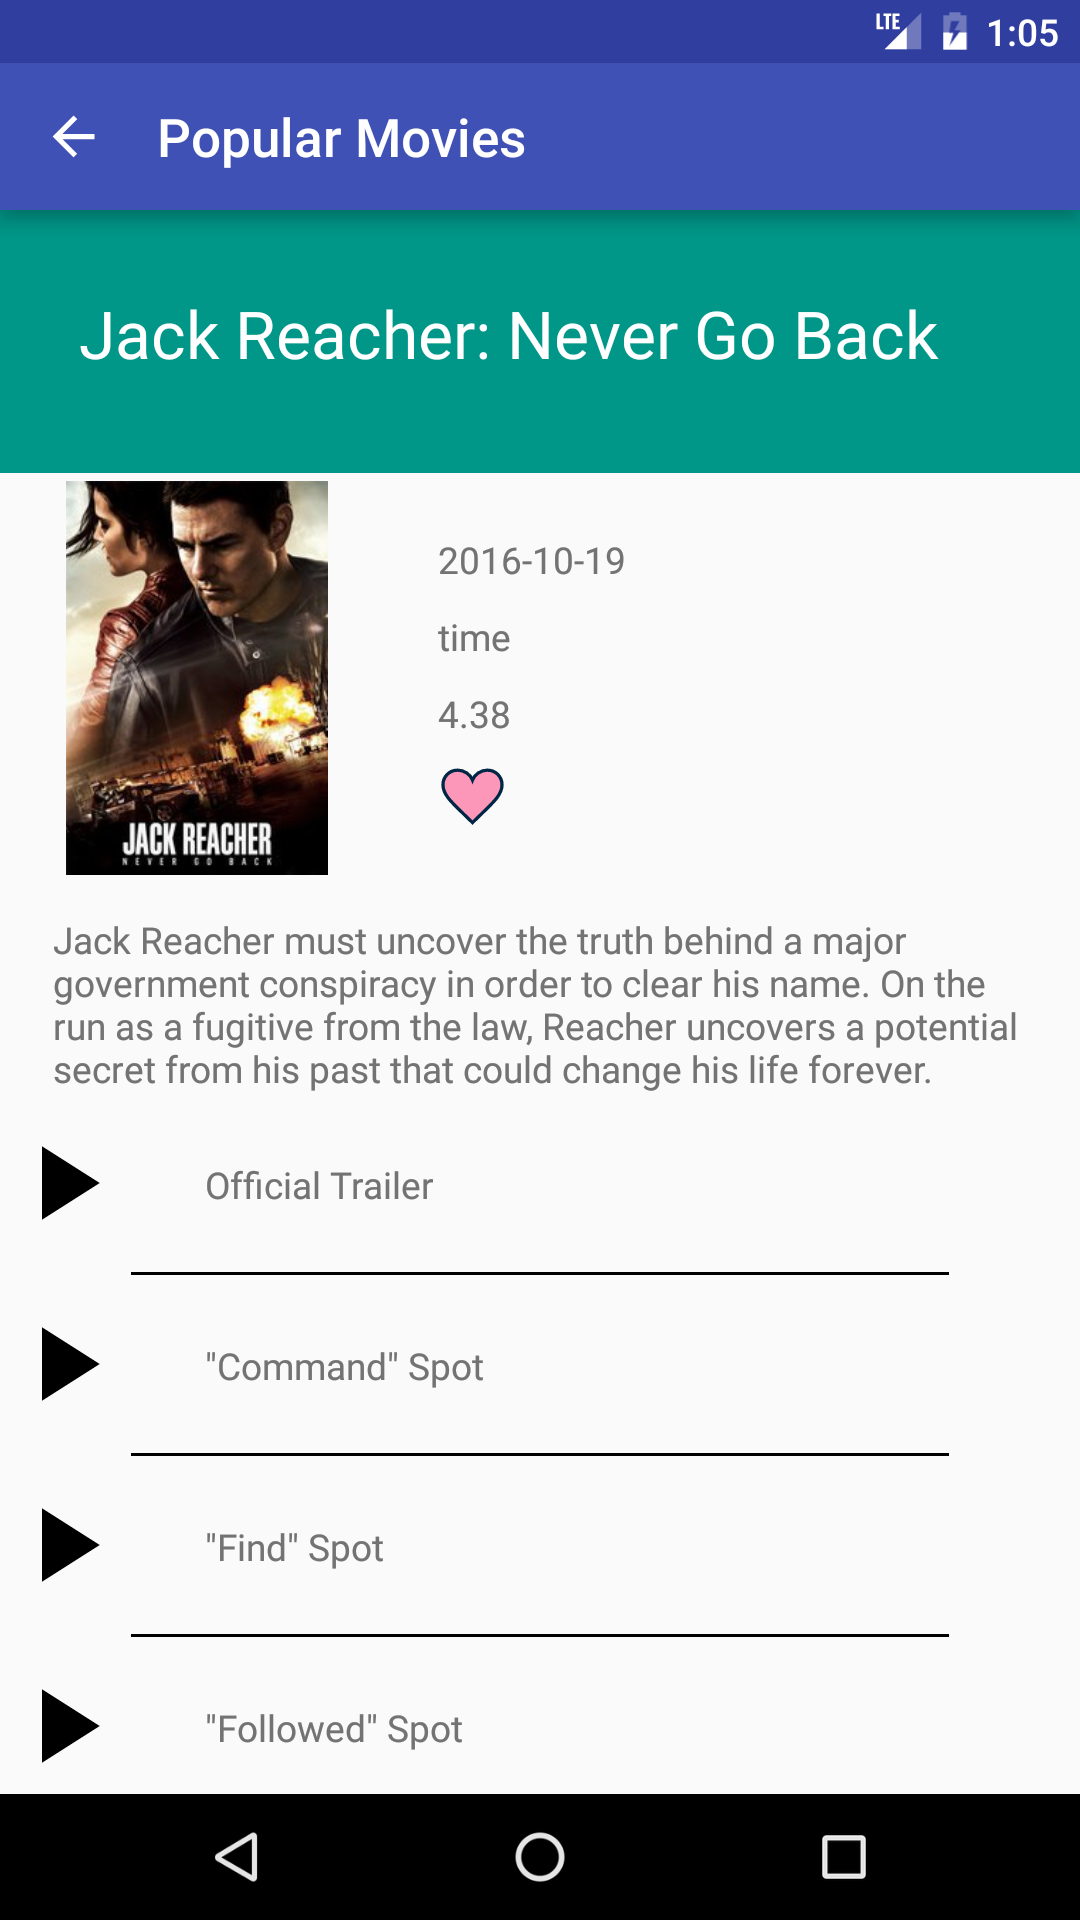 LTE 1:05
Popular Movies
Jack Reacher: Never Go Back
2016-10-19
time
4.38
JACK REACHER
NEVER GO BACK
Jack Reacher must uncover the truth behind a major
government conspiracy in order to clear his name. On the
run as a fugitive from the law, Reacher uncovers a potential
secret from his past that could change his life forever.
Official Trailer
"Command" Spot
"Find" Spot
"Followed" Spot